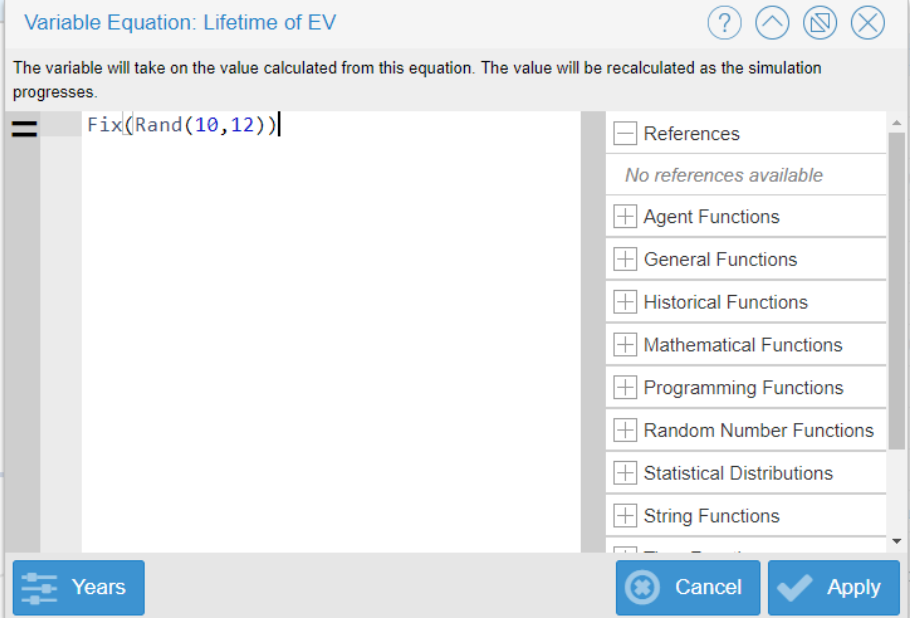 Variable Equation: Lifetime of EV
The variable will take on the value calculated from this equation. The value will be recalculated as the simulation
progresses.
= Fix(Rand(10,12))
References
No references available
Agent Functions
General Functions
Historical Functions
Mathematical Functions
Programming Functions
Random Number Functions
Statistical Distributions
String Functions
Years
Cancel
Apply